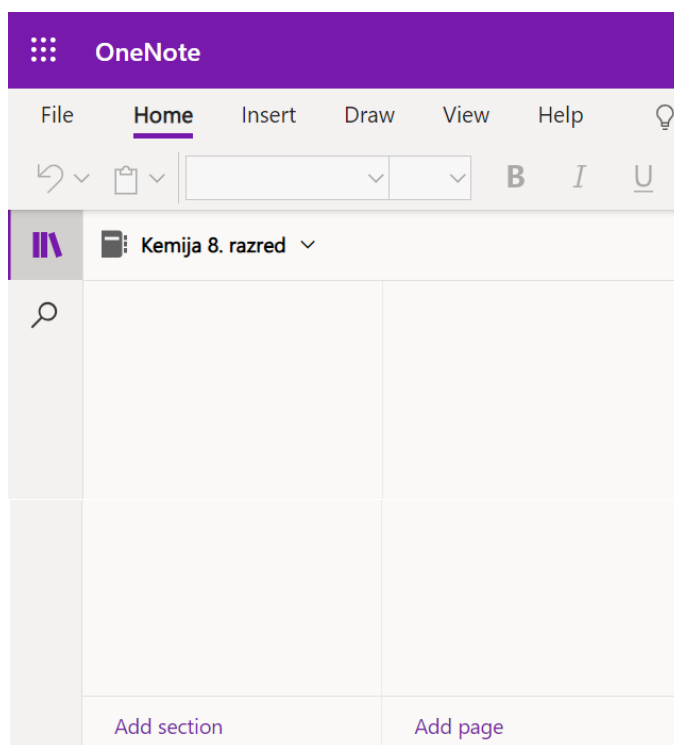 OneNote
File Home Insert Draw View Help
B I U
Kemija 8. razred
Add section Add page